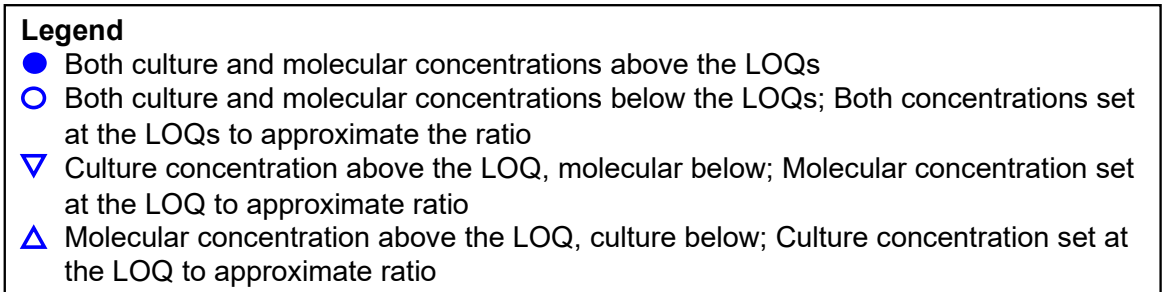 Legend
Both culture and molecular concentrations above the LOQs
Both culture and molecular concentrations below the LOQs; Both concentrations set
at the LOQs to approximate the ratio
Culture concentration above the LOQ, molecular below; Molecular concentration set
at the LOQ to approximate ratio
Molecular concentration above the LOQ, culture below; Culture concentration set at
the LOQ to approximate ratio